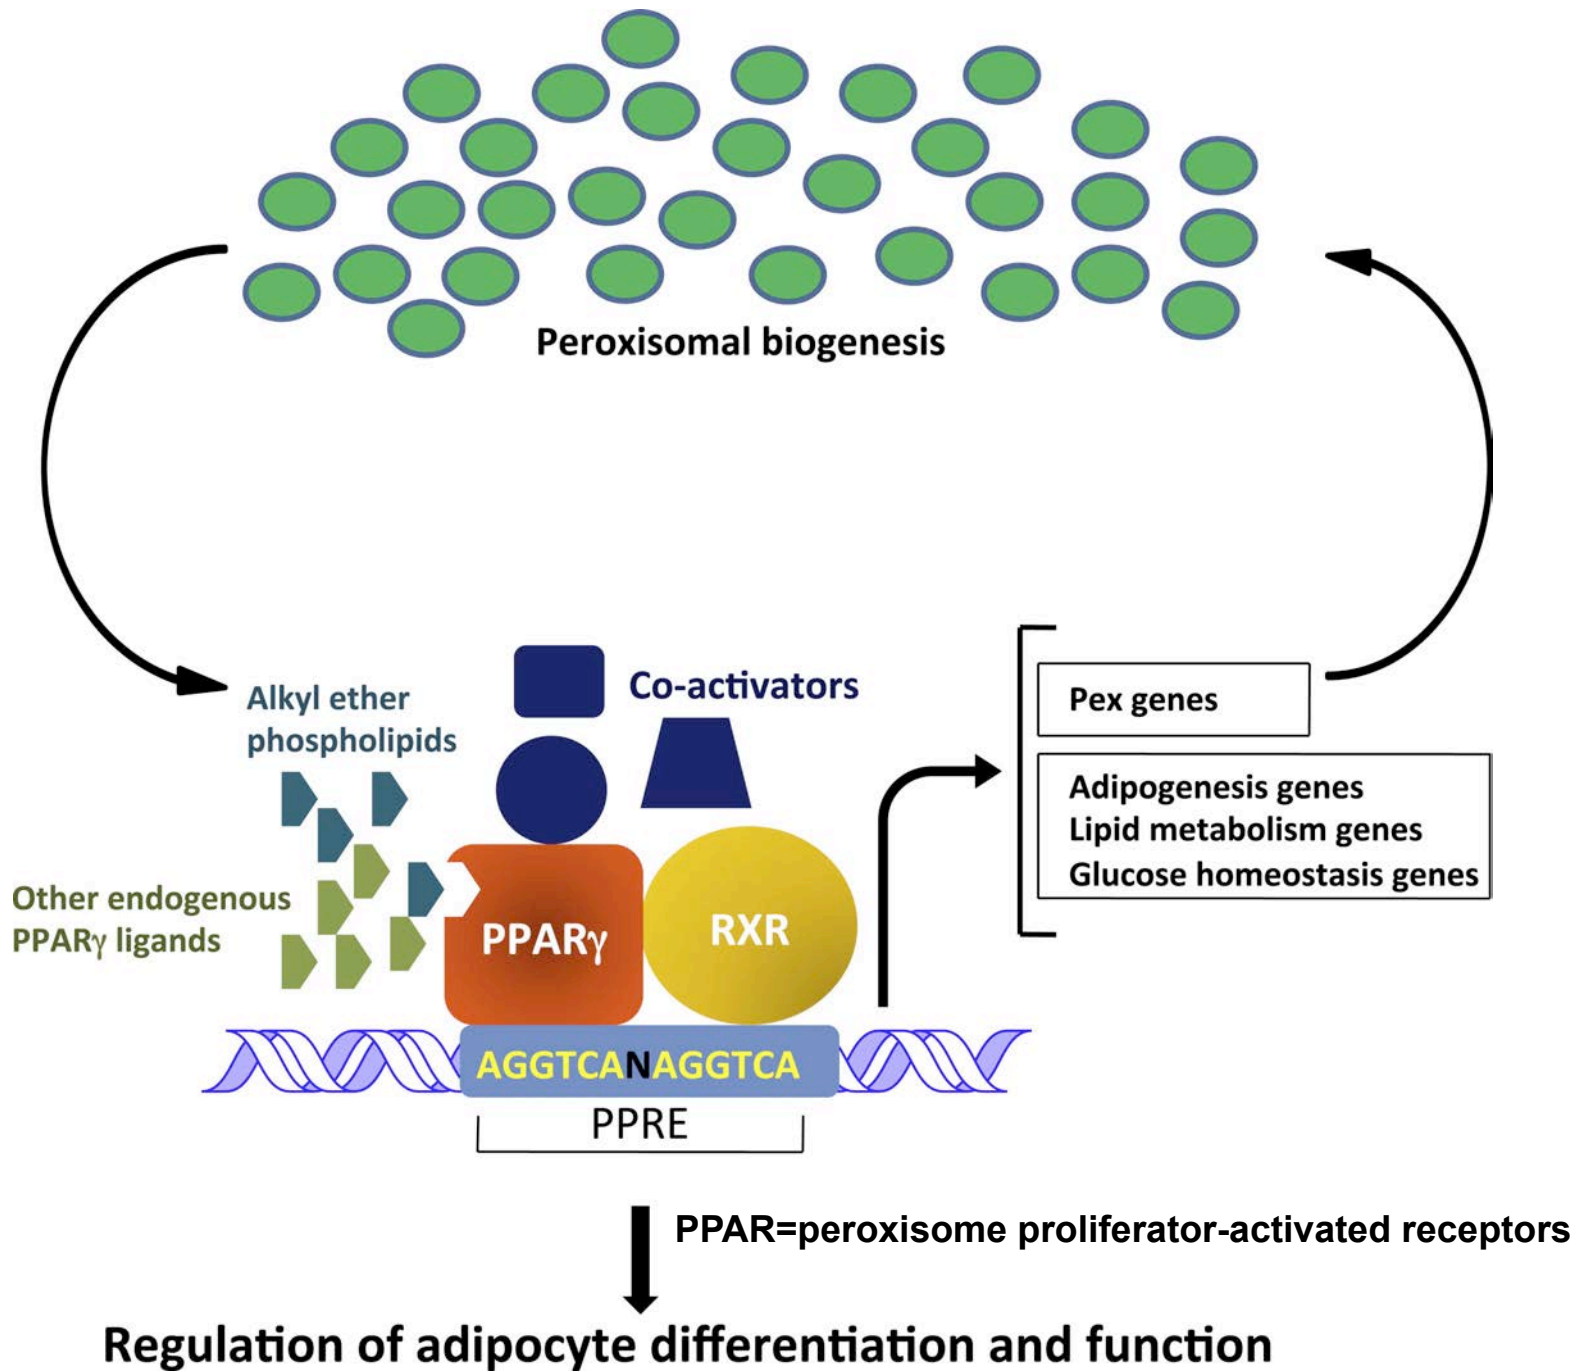 Peroxisomal biogenesis
Alkyl ether
phospholipids
Co-activators
Pex genes
Adipogenesis genes
Lipid metabolism genes
Glucose homeostasis genes
Other endogenous
PPARγ ligands
PPARγ
RXR
AGGTCANAGGTCA
PPRE
PPAR=peroxisome proliferator-activated receptors
Regulation of adipocyte differentiation and function